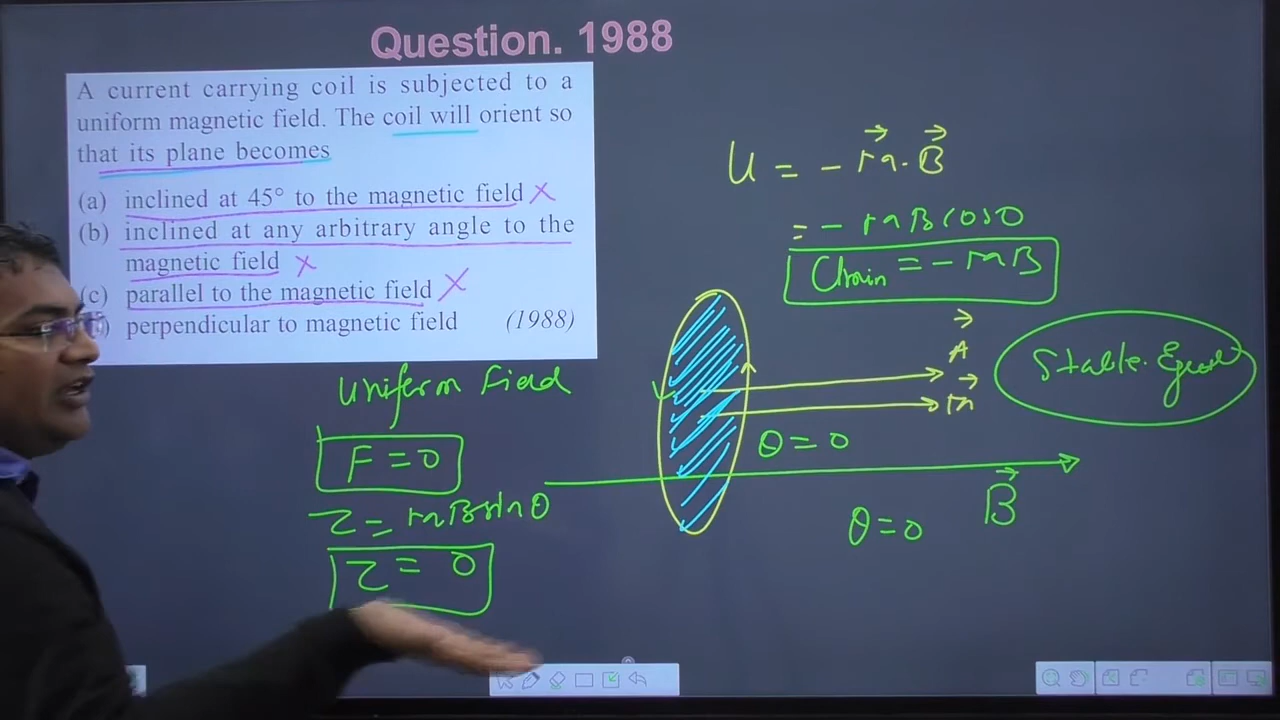 Question. 1988
A current carrying coil is subjected to a
uniform magnetic field. The coil will orient so
that its plane becomes
(a) inclined at 45° to the magnetic field ×
(b) inclined at any arbitrary angle to the
magnetic field ×
(c) parallel to the magnetic field ×
) perpendicular to magnetic field (1988)
U = - m⃗ · B⃗
= - mB cos θ
Umin = - mB
A⃗
m⃗
Stable. Equil
θ = 0
B⃗
θ = 0
Uniform Field
F = 0
τ = mB sin θ
τ = 0